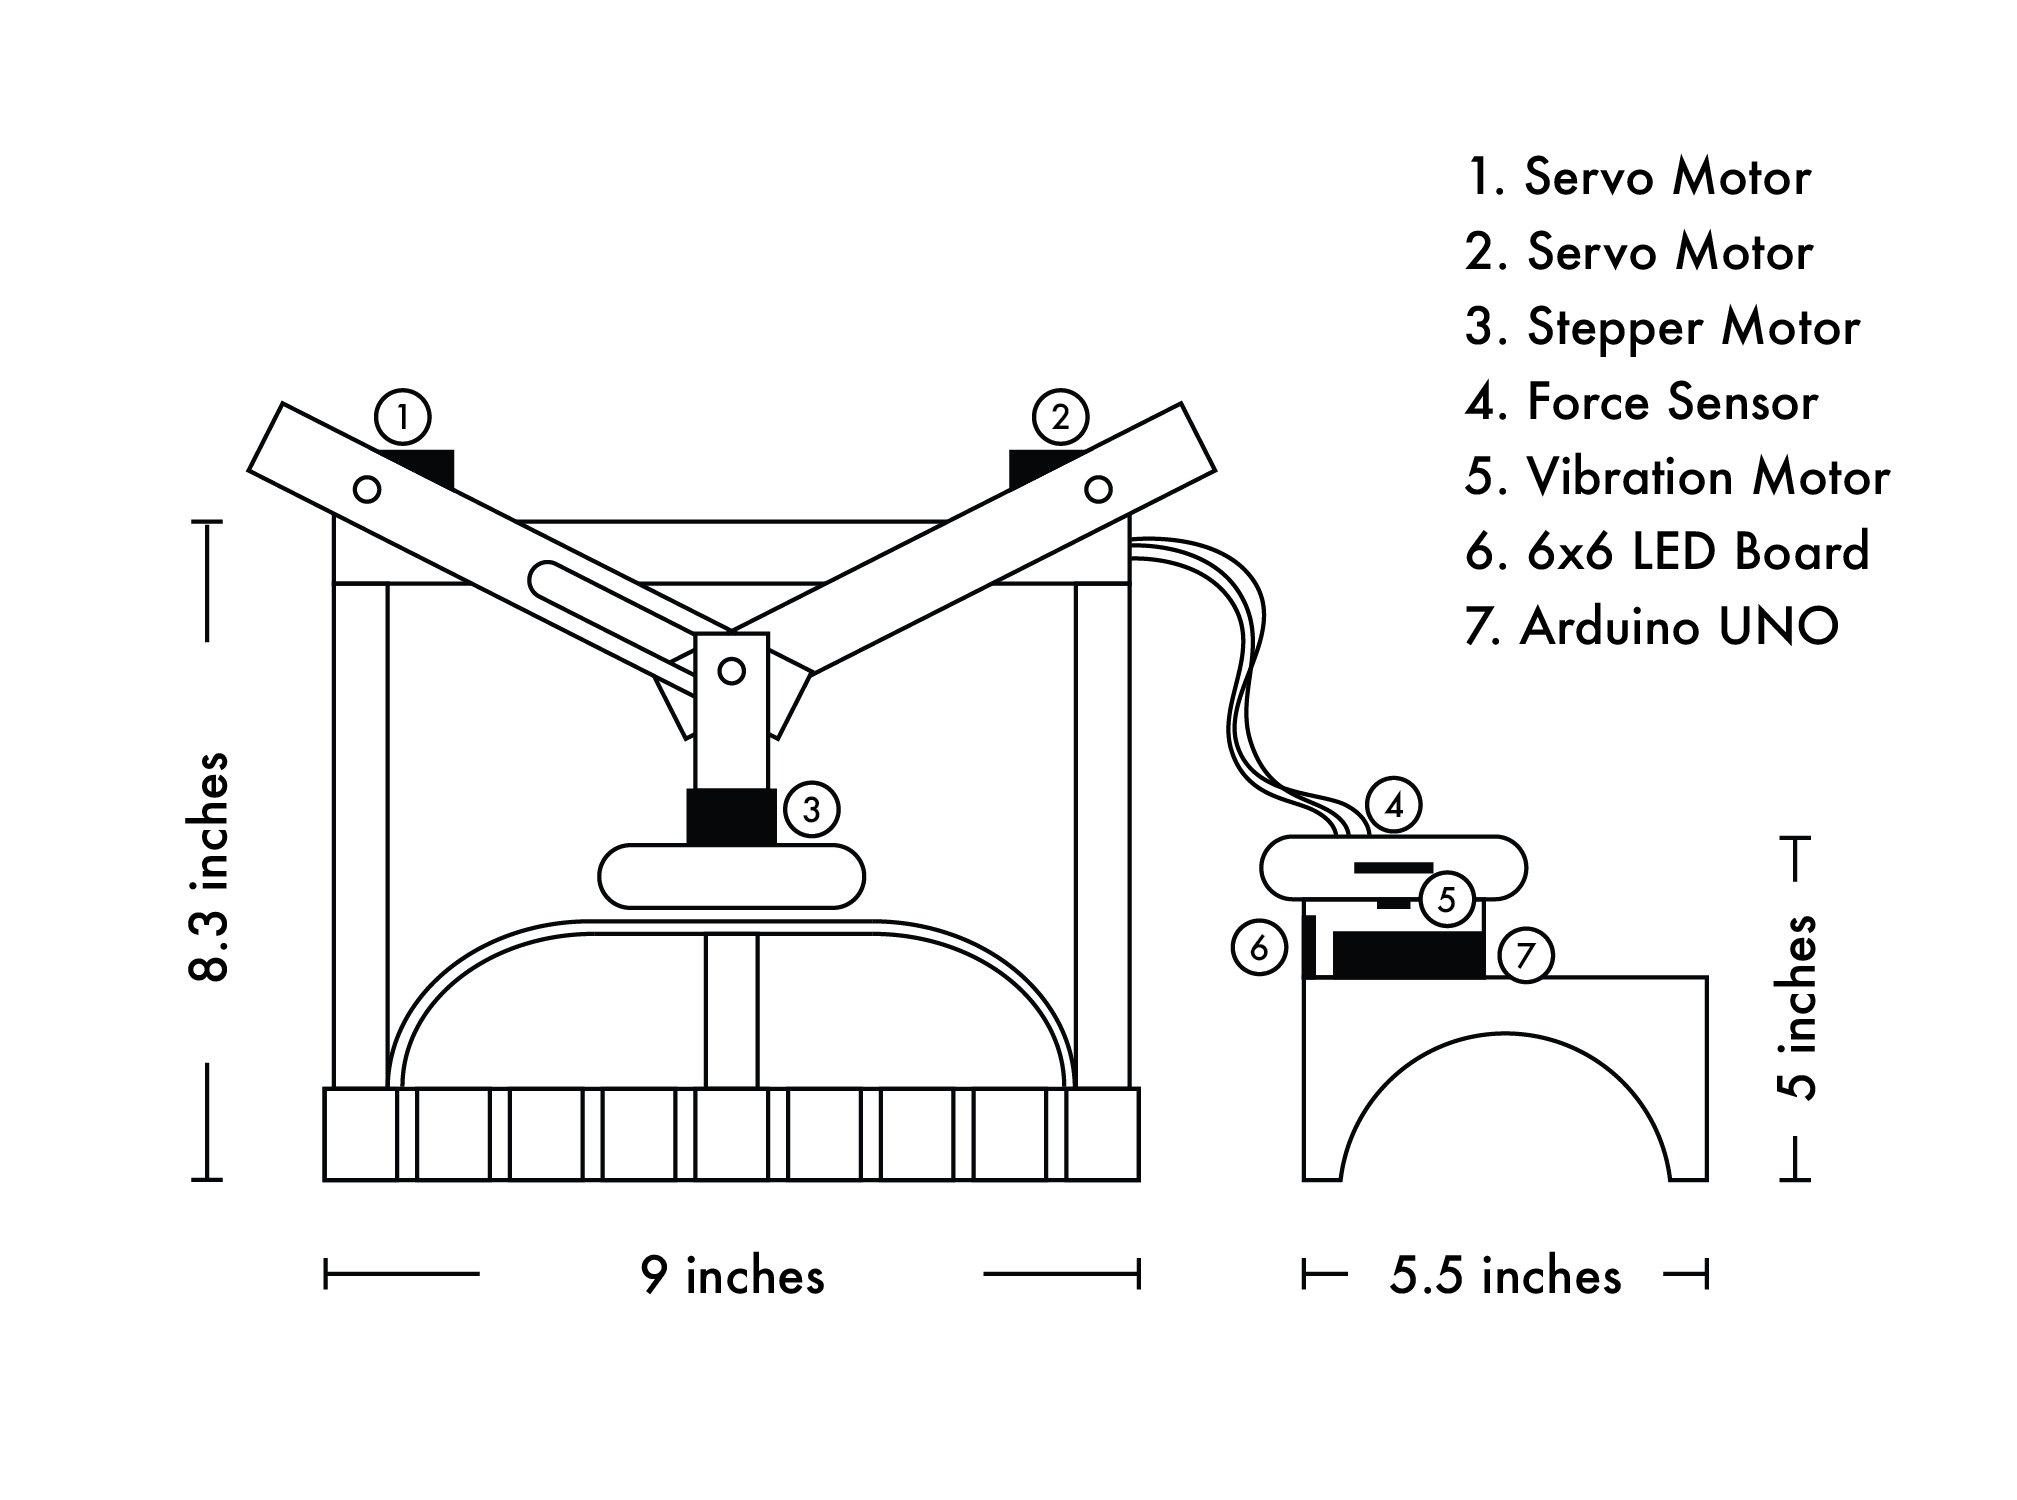 1. Servo Motor
2. Servo Motor
3. Stepper Motor
4. Force Sensor
5. Vibration Motor
6. 6x6 LED Board
7. Arduino UNO
1
2
3
4
5
6
7
8.3 inches
5 inches
9 inches
5.5 inches